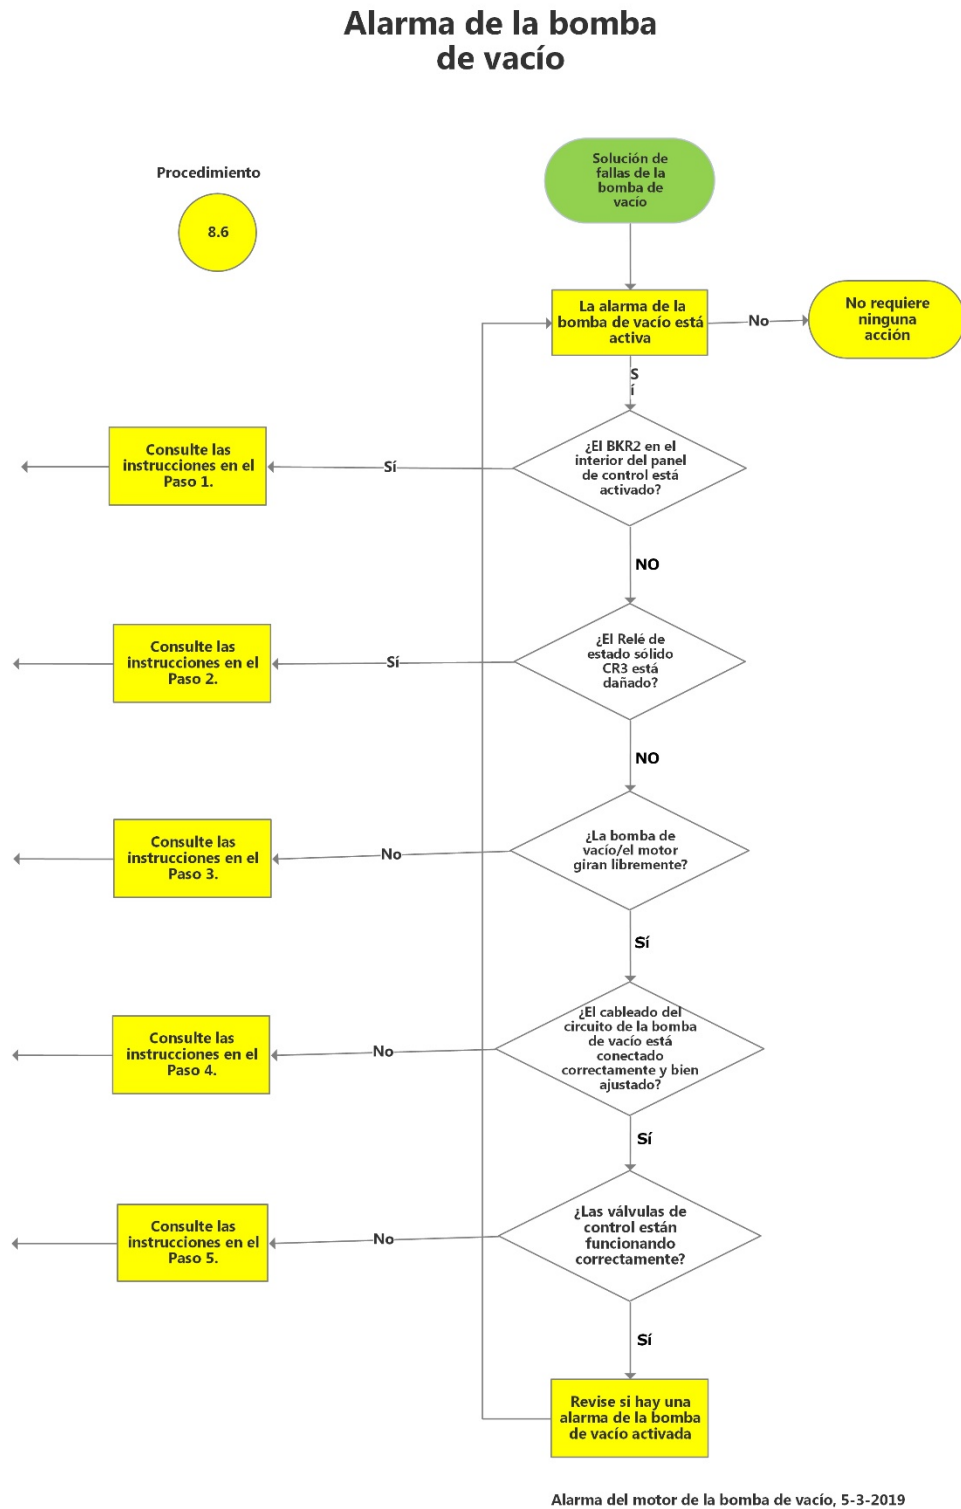 Alarma de la bomba
de vacío
Procedimiento
8.6
Solución de
fallas de la
bomba de
vacío
La alarma de la
bomba de vacío está
activa
No
No requiere
ninguna
acción
S
í
¿El BKR2 en el
interior del panel
de control está
activado?
Sí
Consulte las
instrucciones en el
Paso 1.
NO
¿El Relé de
estado sólido
CR3 está
dañado?
Sí
Consulte las
instrucciones en el
Paso 2.
NO
¿La bomba de
vacío/el motor
giran libremente?
No
Consulte las
instrucciones en el
Paso 3.
Sí
¿El cableado del
circuito de la bomba
de vacío está
conectado
correctamente y bien
ajustado?
No
Consulte las
instrucciones en el
Paso 4.
Sí
¿Las válvulas de
control están
funcionando
correctamente?
No
Consulte las
instrucciones en el
Paso 5.
Sí
Revise si hay una
alarma de la bomba
de vacío activada
Alarma del motor de la bomba de vacío, 5-3-2019